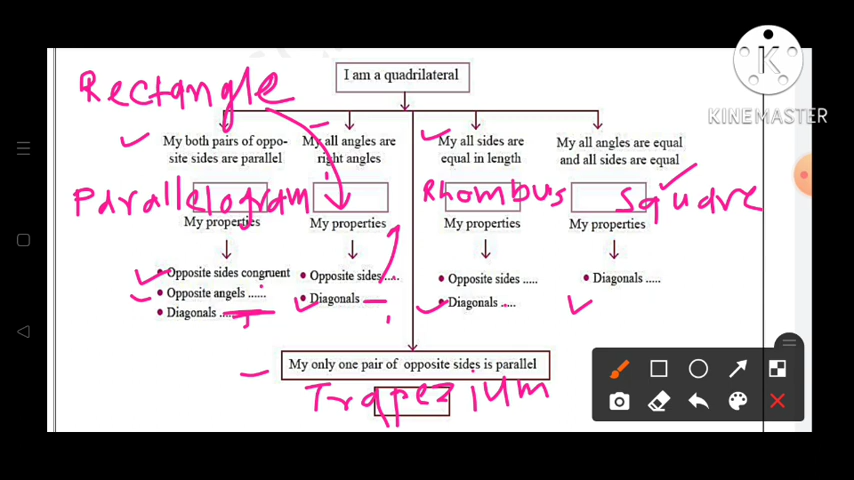 I am a quadrilateral
Rectangle
K
KINEMASTER
My both pairs of oppo-
site sides are parallel
My all angles are
right angles
My all sides are
equal in length
My all angles are equal
and all sides are equal
Parallelogram
Rhombus
Square
My properties
My properties
My properties
My properties
• Opposite sides congruent
• Opposite angels ......
• Diagonals ....
• Opposite sides ....
• Diagonals
• Opposite sides .....
• Diagonals .....
• Diagonals .....
My only one pair of opposite sides is parallel
Trapezium